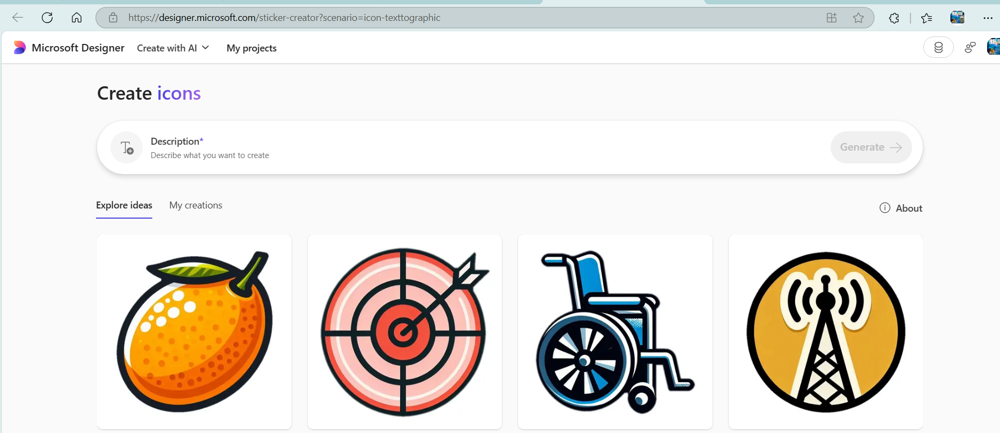 https://designer.microsoft.com/sticker-creator?scenario=icon-texttographic
Microsoft Designer Create with AI My projects
Create icons
Description*
Describe what you want to create
Generate
Explore ideas My creations
About